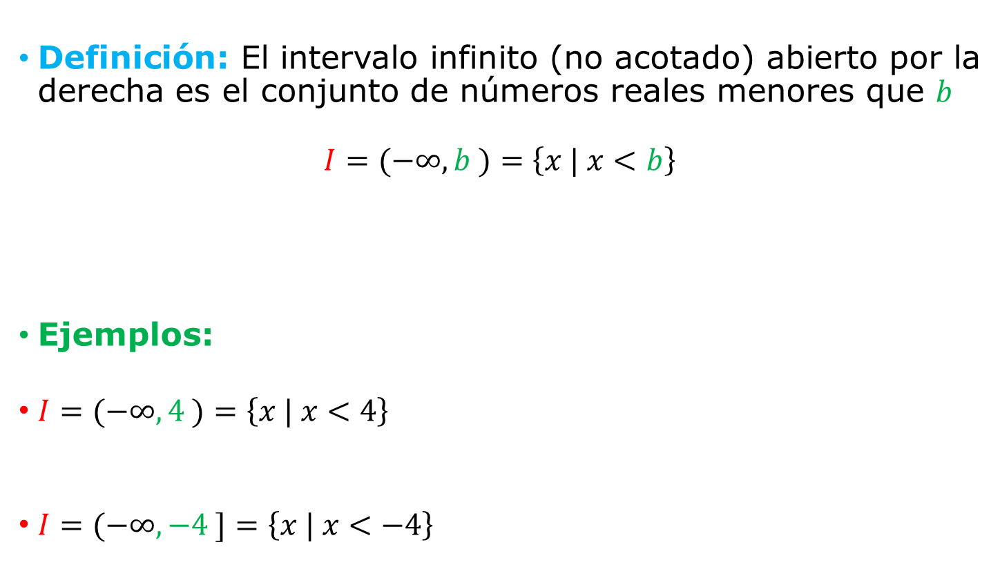 • Definición: El intervalo infinito (no acotado) abierto por la
derecha es el conjunto de números reales menores que b
I = (−∞, b ) = {x | x < b}
• Ejemplos:
• I = (−∞, 4 ) = {x | x < 4}
• I = (−∞, −4 ] = {x | x < −4}